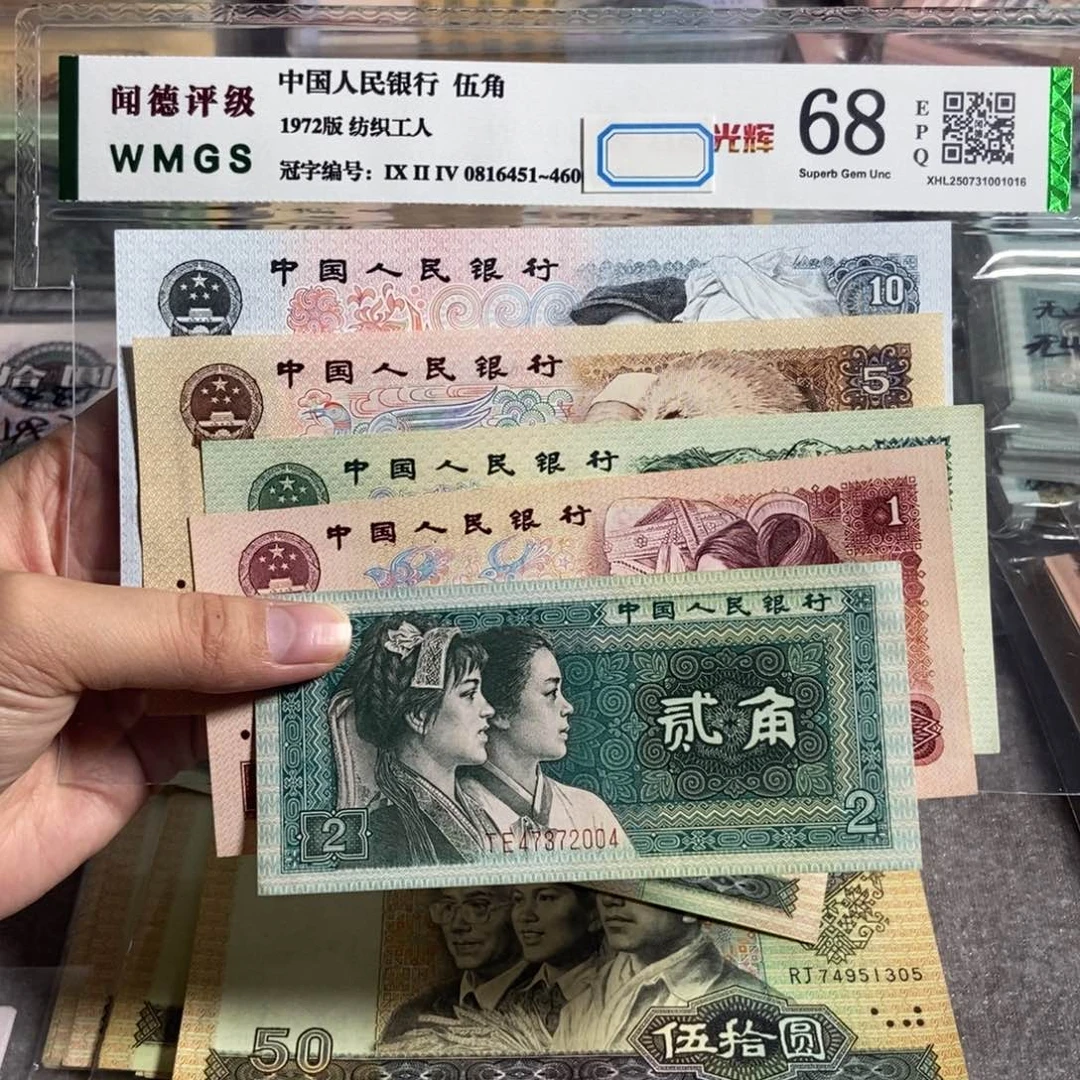 闻德评级
WMGS
中国人民银行 伍角
1972版 纺织工人
冠字编号：IX II IV 0816451~460
光辉
68
Superb Gem Unc
EPQ
XHL250731001016
中国人民银行
10
中国人民银行
5
中国人民银行
中国人民银行
1
中国人民银行
贰角
2
2
TE47372004
RJ74951305
50
伍拾圆